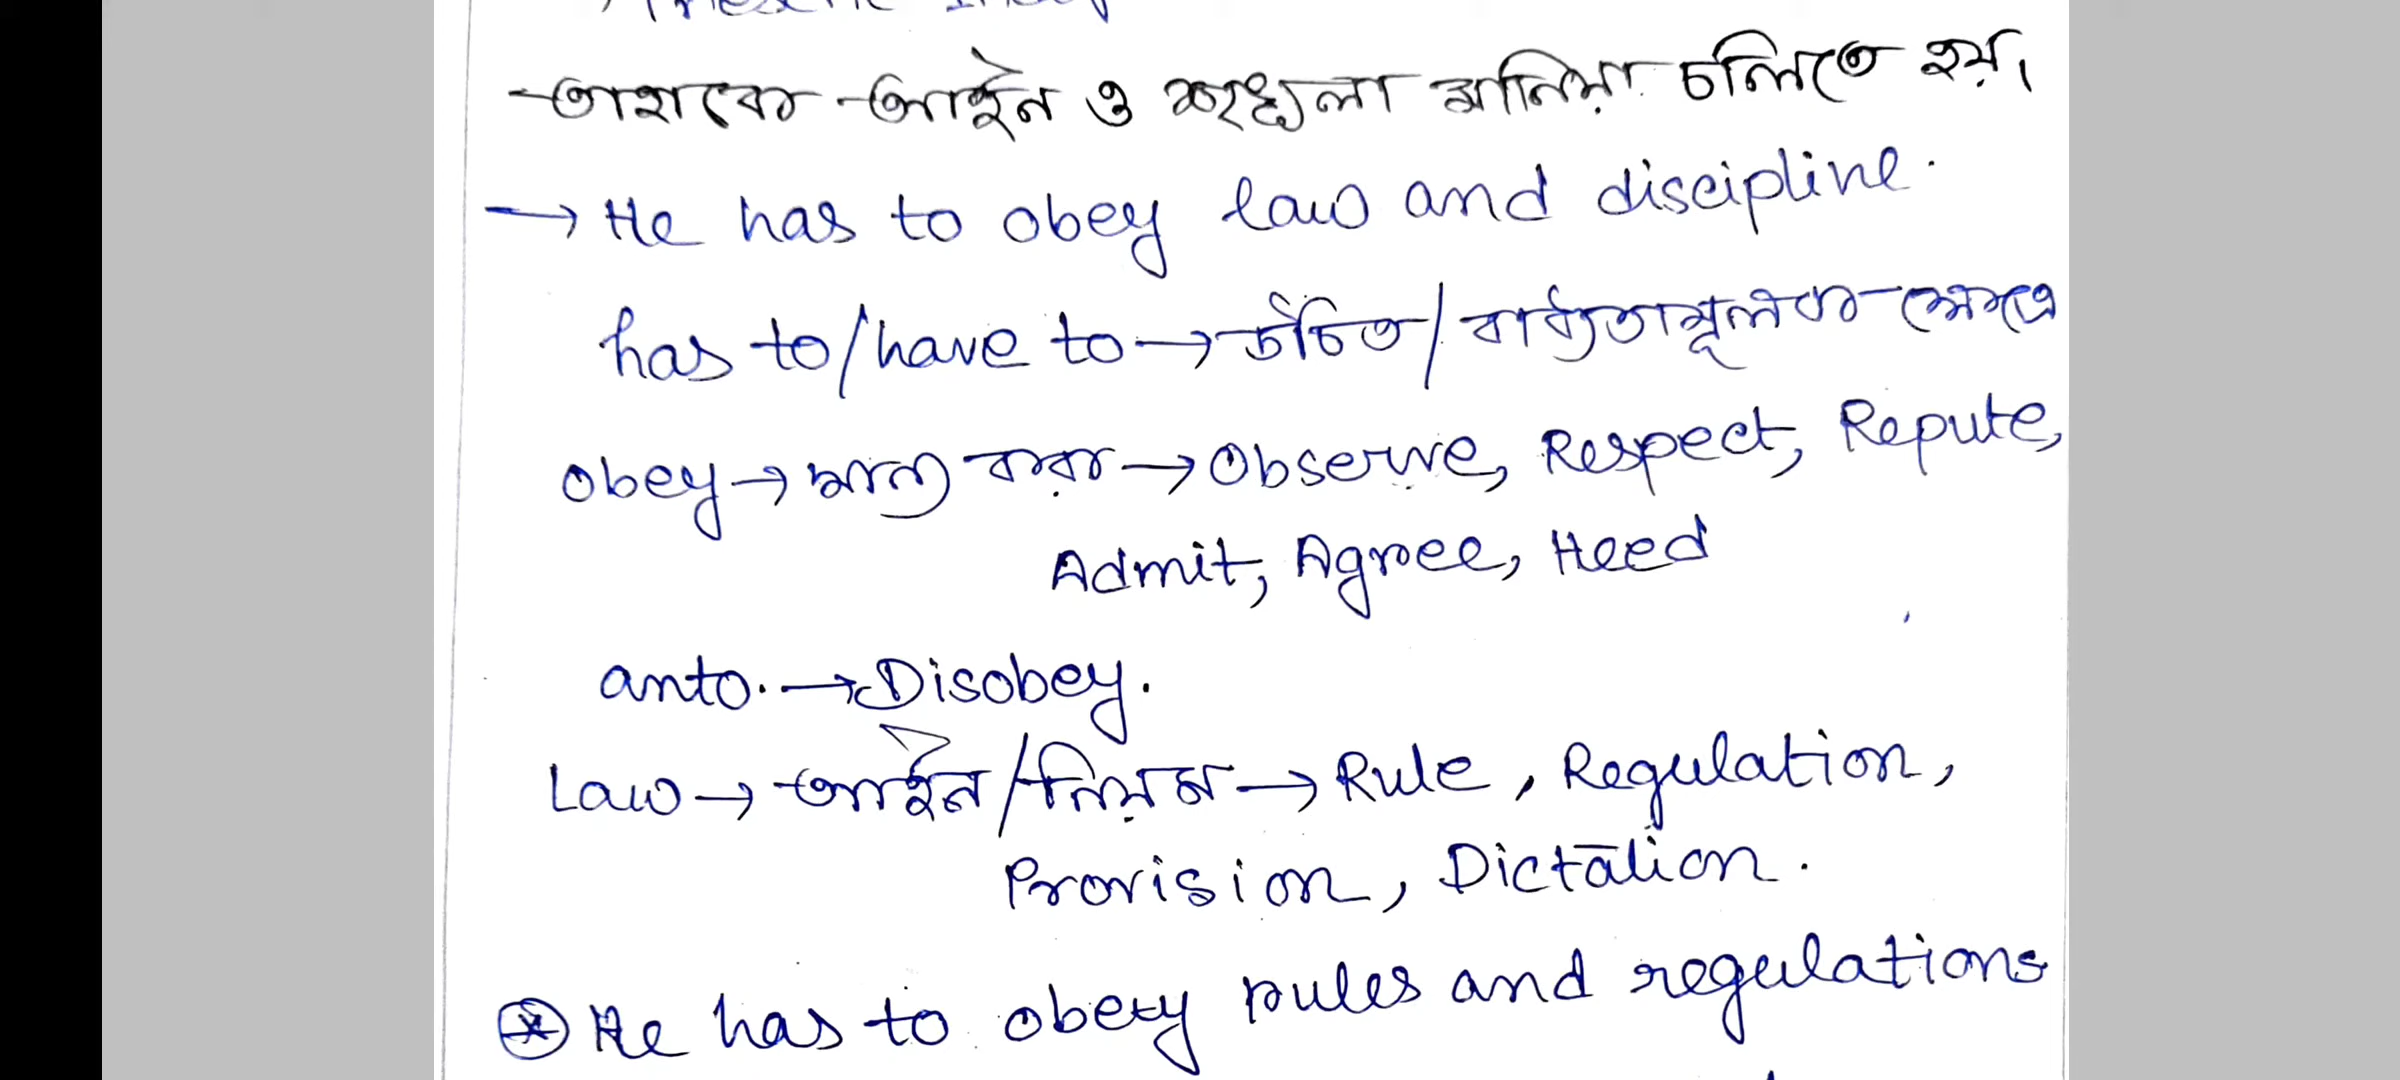 তাহাকে আইন ও শৃংখলা মানিয়া চলিতে হয়।
→ He has to obey law and discipline.
has to/have to → উচিত/ বাধ্যতামূলক
obey → মান্য করা → Observe, Respect, Repute,
Admit, Agree, Heed
anto. → Disobey.
Law → আইন/নিয়ম → Rule, Regulation,
Provision, Dictation.
He has to obey rules and regulations